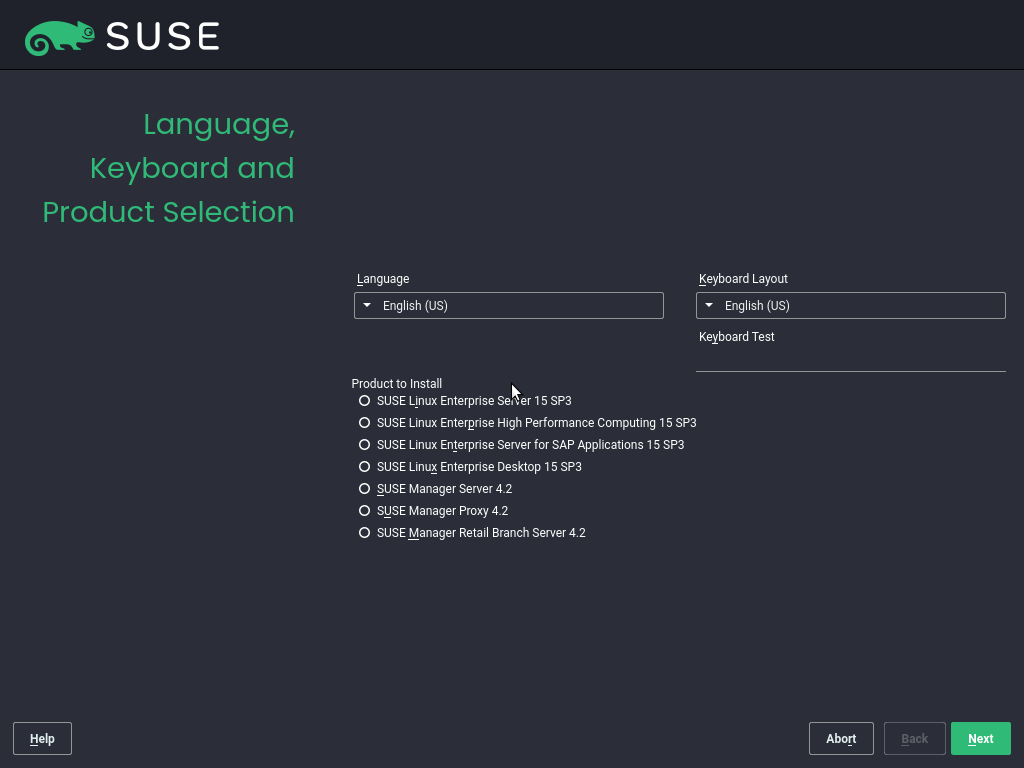 SUSE
Language,
Keyboard and
Product Selection
Language
Keyboard Layout
English (US)
English (US)
Keyboard Test
Product to Install
SUSE Linux Enterprise Server 15 SP3
SUSE Linux Enterprise High Performance Computing 15 SP3
SUSE Linux Enterprise Server for SAP Applications 15 SP3
SUSE Linux Enterprise Desktop 15 SP3
SUSE Manager Server 4.2
SUSE Manager Proxy 4.2
SUSE Manager Retail Branch Server 4.2
Help
Abort
Back
Next